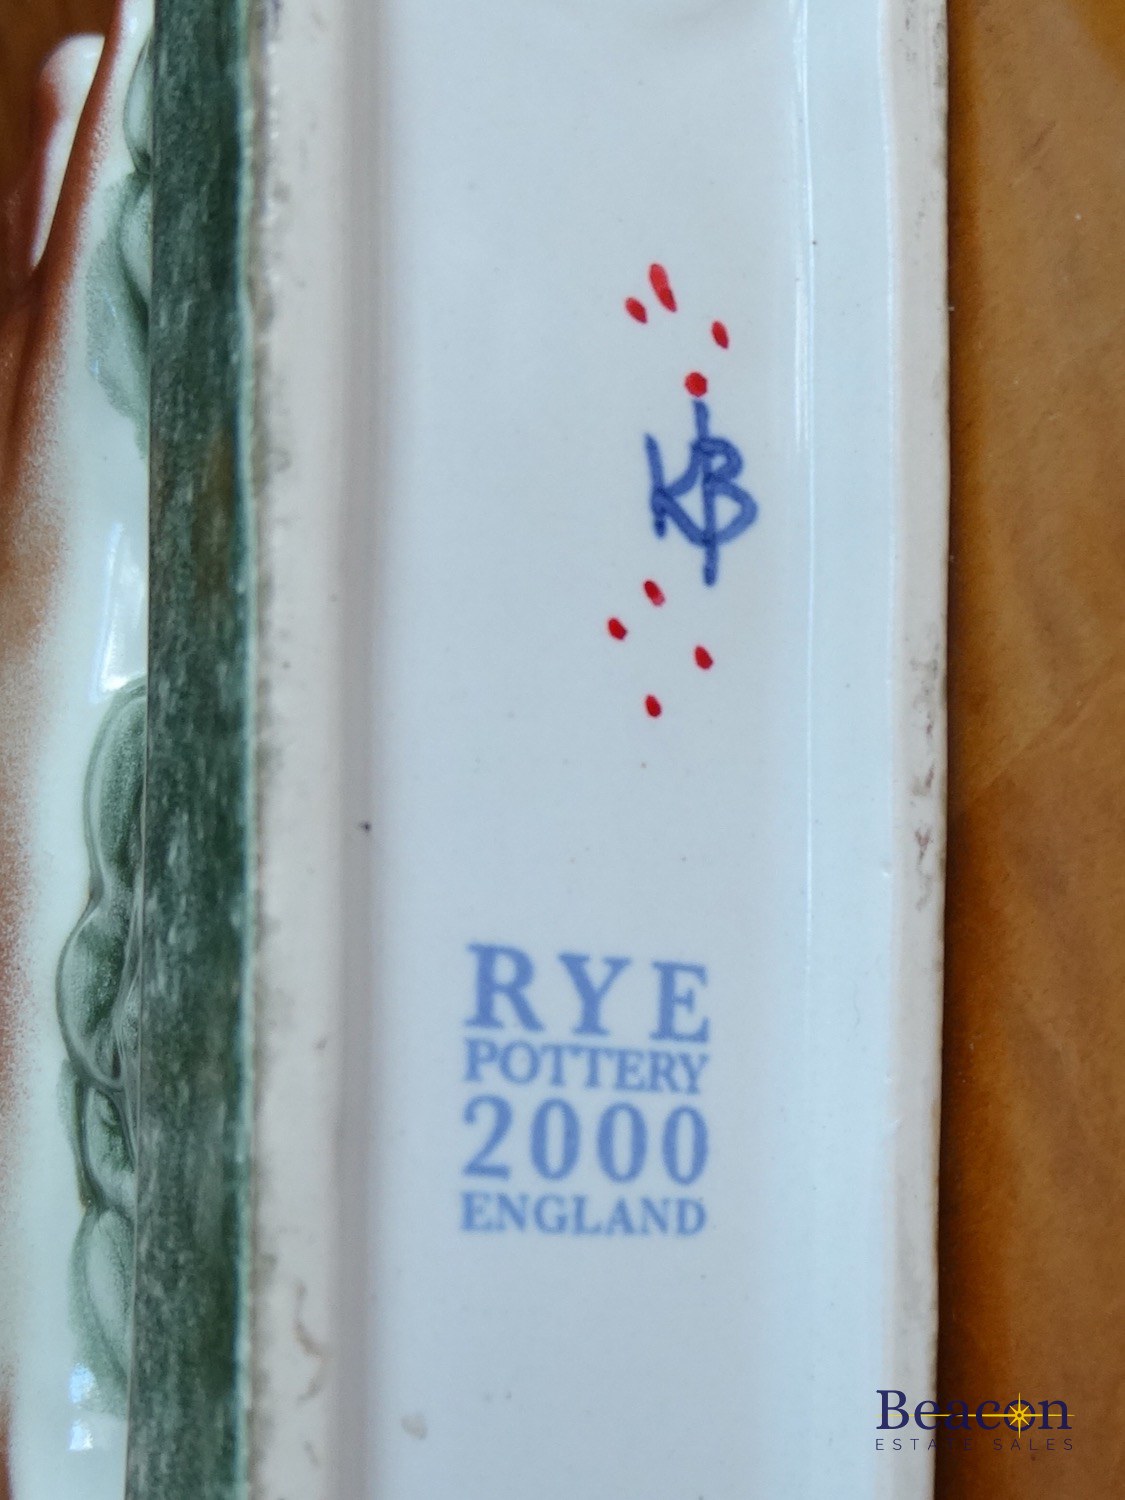 KB
RYE
POTTERY
2000
ENGLAND
Beacon
ESTATE SALES